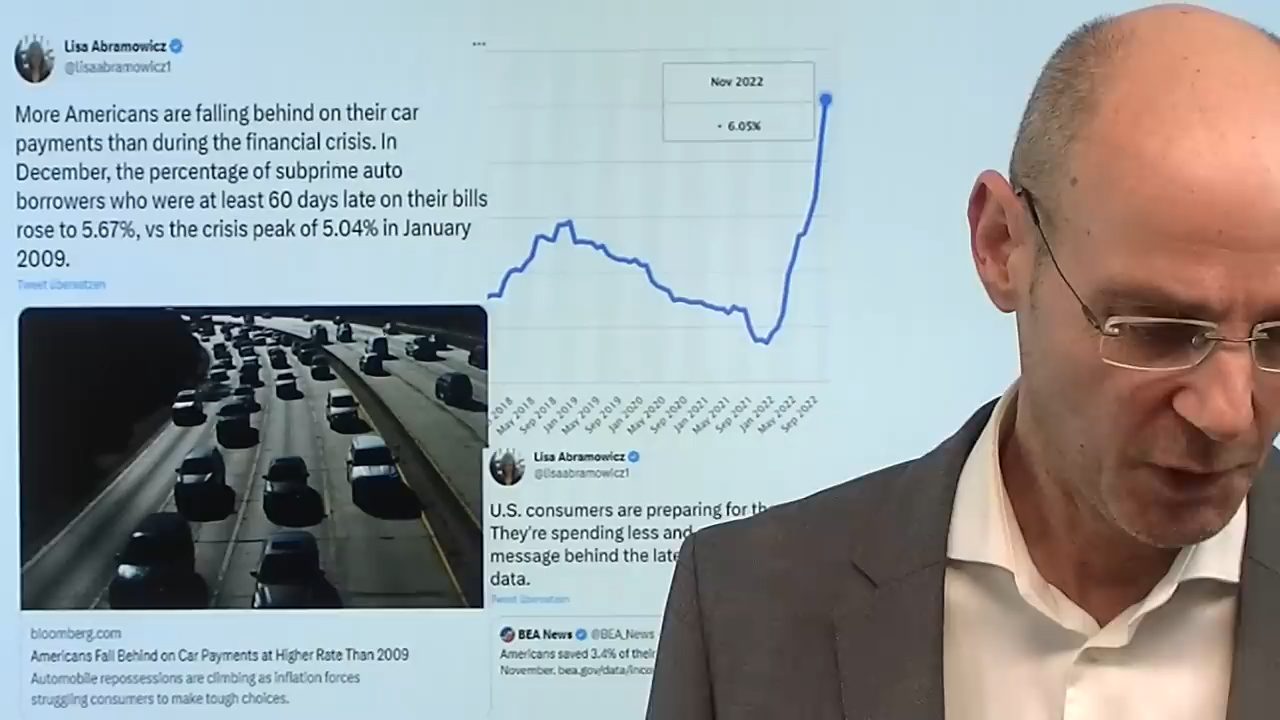 Lisa Abramowicz
@lisaabramowicz1
More Americans are falling behind on their car
payments than during the financial crisis. In
December, the percentage of subprime auto
borrowers who were at least 60 days late on their bills
rose to 5.67%, vs the crisis peak of 5.04% in January
2009.
Tweet übersetzen
bloomberg.com
Americans Fall Behind on Car Payments at Higher Rate Than 2009
Automobile repossessions are climbing as inflation forces
struggling consumers to make tough choices.
...
Nov 2022
• 6.05%
2018
May 2018
Sep 2018
Jan 2019
May 2019
Sep 2019
Jan 2020
May 2020
Sep 2020
Jan 2021
May 2021
Sep 2021
Jan 2022
May 2022
Sep 2022
Lisa Abramowicz
@lisaabramowicz1
U.S. consumers are preparing for
They're spending less and
message behind the
data.
Tweet übersetzen
BEA News @BEA_News
Americans saved 3.4% of their
November. bea.gov/data/